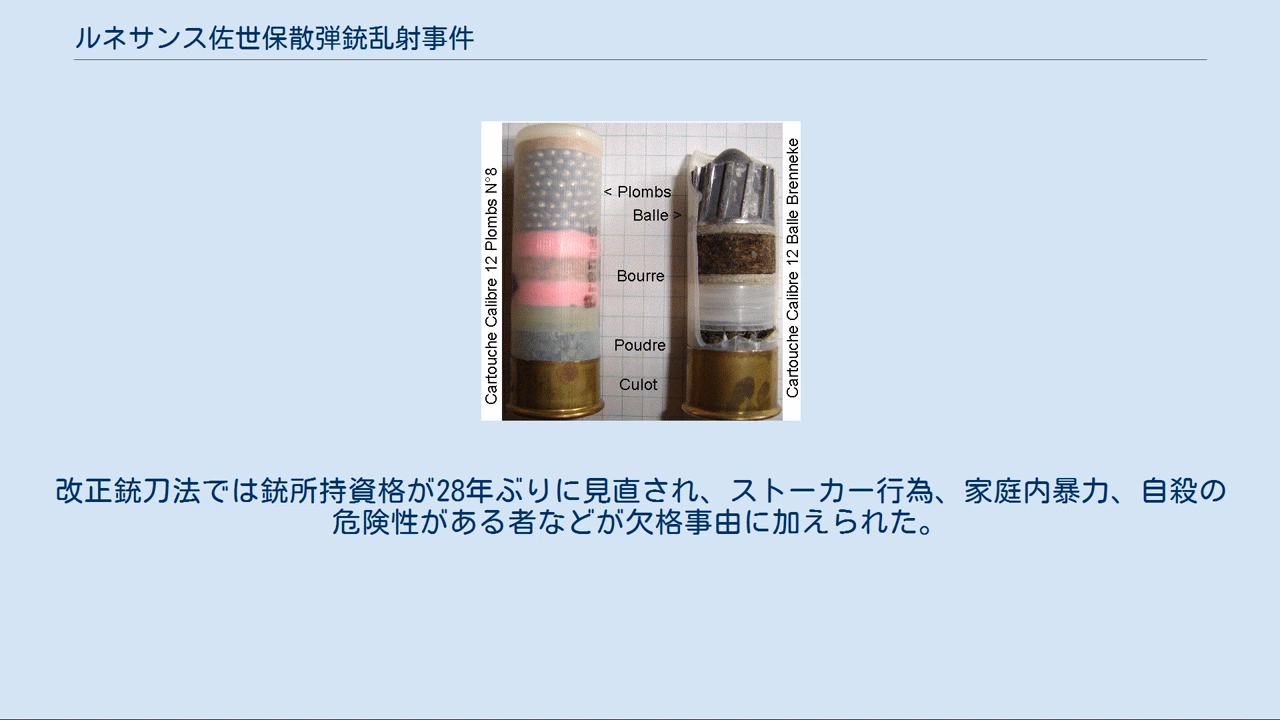 ルネサンス佐世保散弾銃乱射事件
Cartouche Calibre 12 Plombs N°8
< Plombs
Balle >
Bourre
Poudre
Culot
Cartouche Calibre 12 Balle Brenneke
改正銃刀法では銃所持資格が28年ぶりに見直され、ストーカー行為、家庭内暴力、自殺の
危険性がある者などが欠格事由に加えられた。